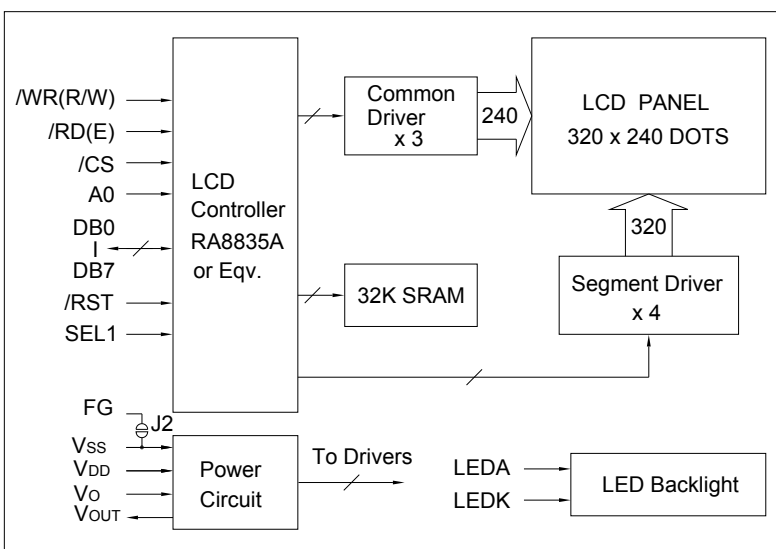 /WR(R/W)
/RD(E)
/CS
A0
DB0
I
DB7
/RST
SEL1
LCD
Controller
RA8835A
or Eqv.
Common
Driver
x 3
240
LCD PANEL
320 x 240 DOTS
320
32K SRAM
Segment Driver
x 4
FG
J2
VSS
VDD
VO
VOUT
Power
Circuit
To Drivers
LEDA
LEDK
LED Backlight